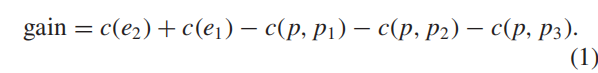 gain = c(e₂) + c(e₁) − c(p, p₁) − c(p, p₂) − c(p, p₃).
(1)